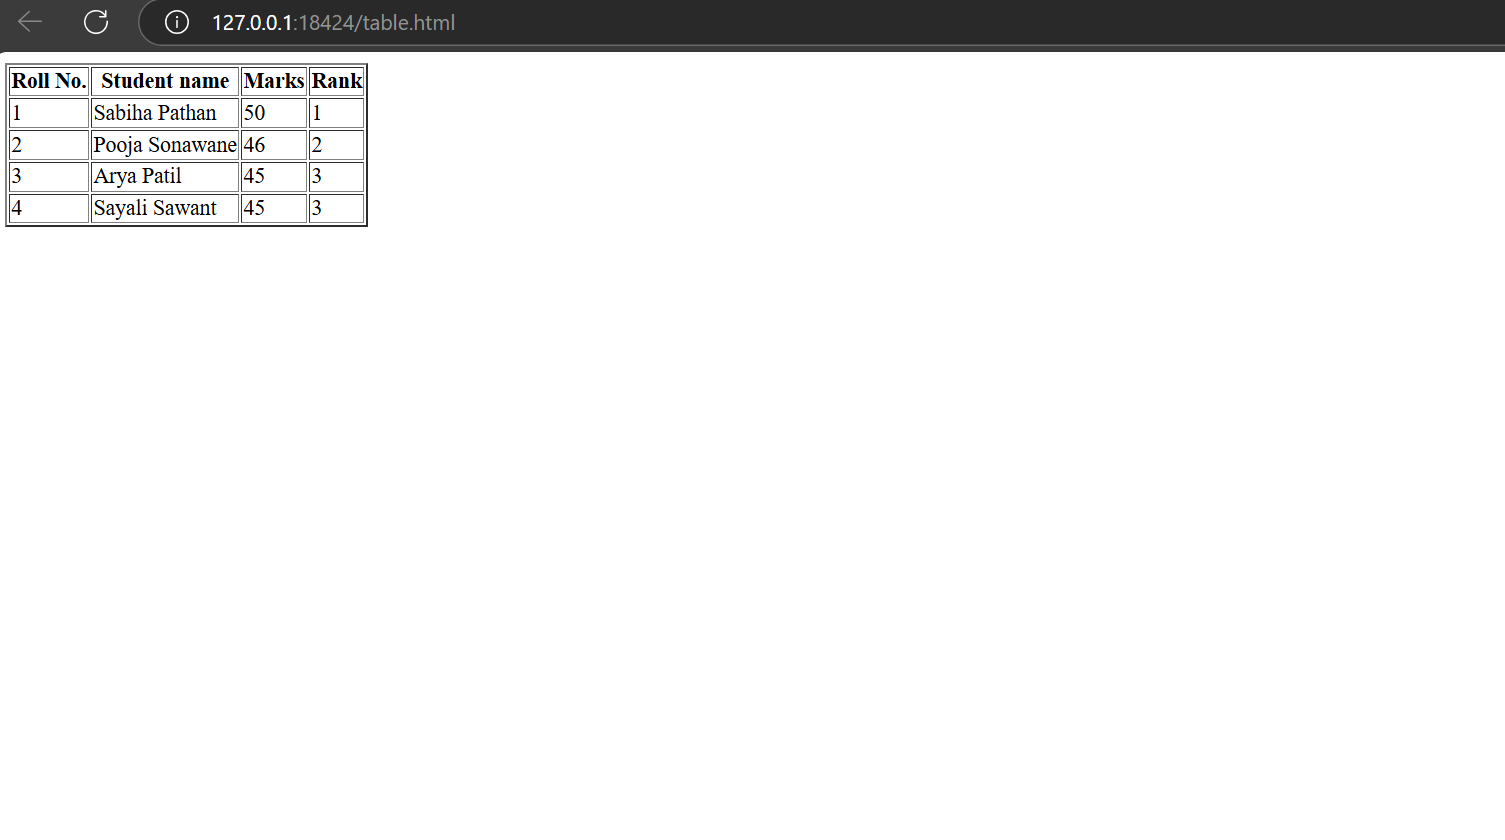 127.0.0.1:18424/table.html
Roll No. Student name Marks Rank
1 Sabiha Pathan 50 1
2 Pooja Sonawane 46 2
3 Arya Patil 45 3
4 Sayali Sawant 45 3